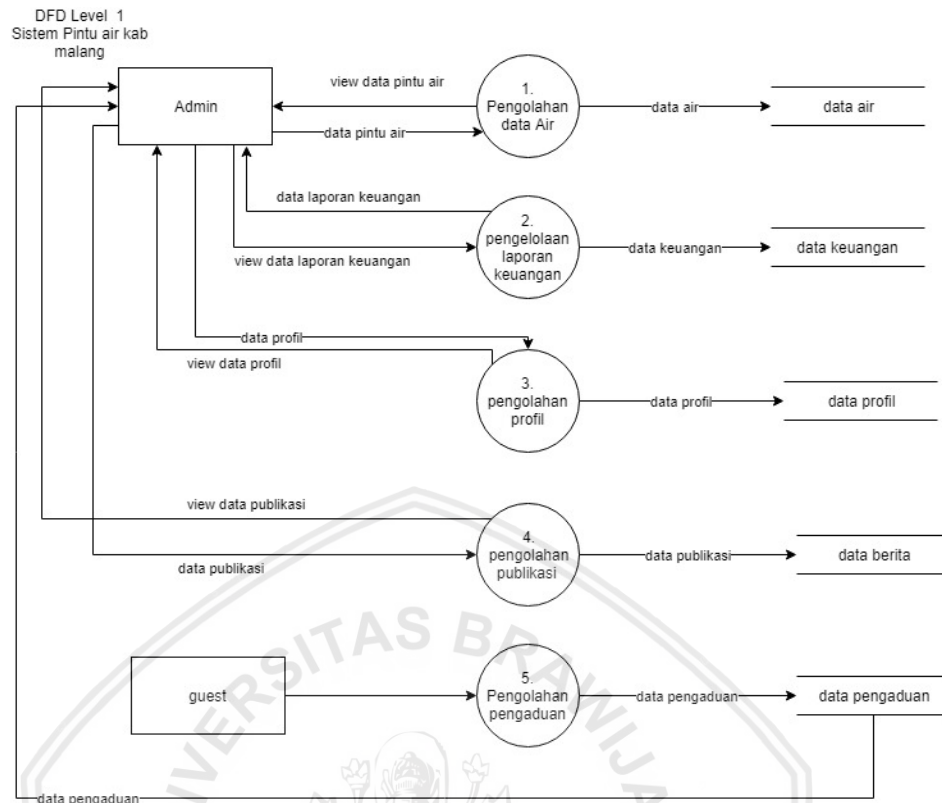 DFD Level 1
Sistem Pintu air kab
malang
Admin
view data pintu air
data pintu air
1.
Pengolahan
data Air
data air
data air
data laporan keuangan
view data laporan keuangan
2.
pengelolaan
laporan
keuangan
data keuangan
data keuangan
data profil
view data profil
3.
pengolahan
profil
data profil
data profil
view data publikasi
data publikasi
4.
pengolahan
publikasi
data publikasi
data berita
guest
5.
Pengolahan
pengaduan
data pengaduan
data pengaduan
data pengaduan
VERSITAS BRAWIJA